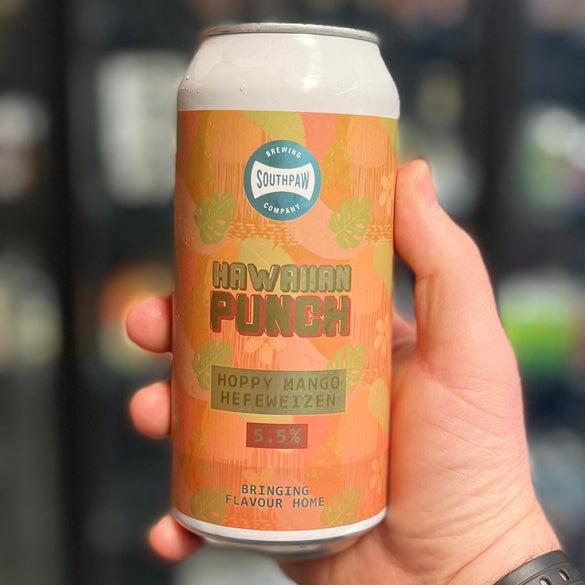 BREWING
SOUTHPAW
COMPANY
HAWAIIAN
PUNCH
HOPPY MANGO
HEFEWEIZEN
5.5%
BRINGING
FLAVOUR HOME